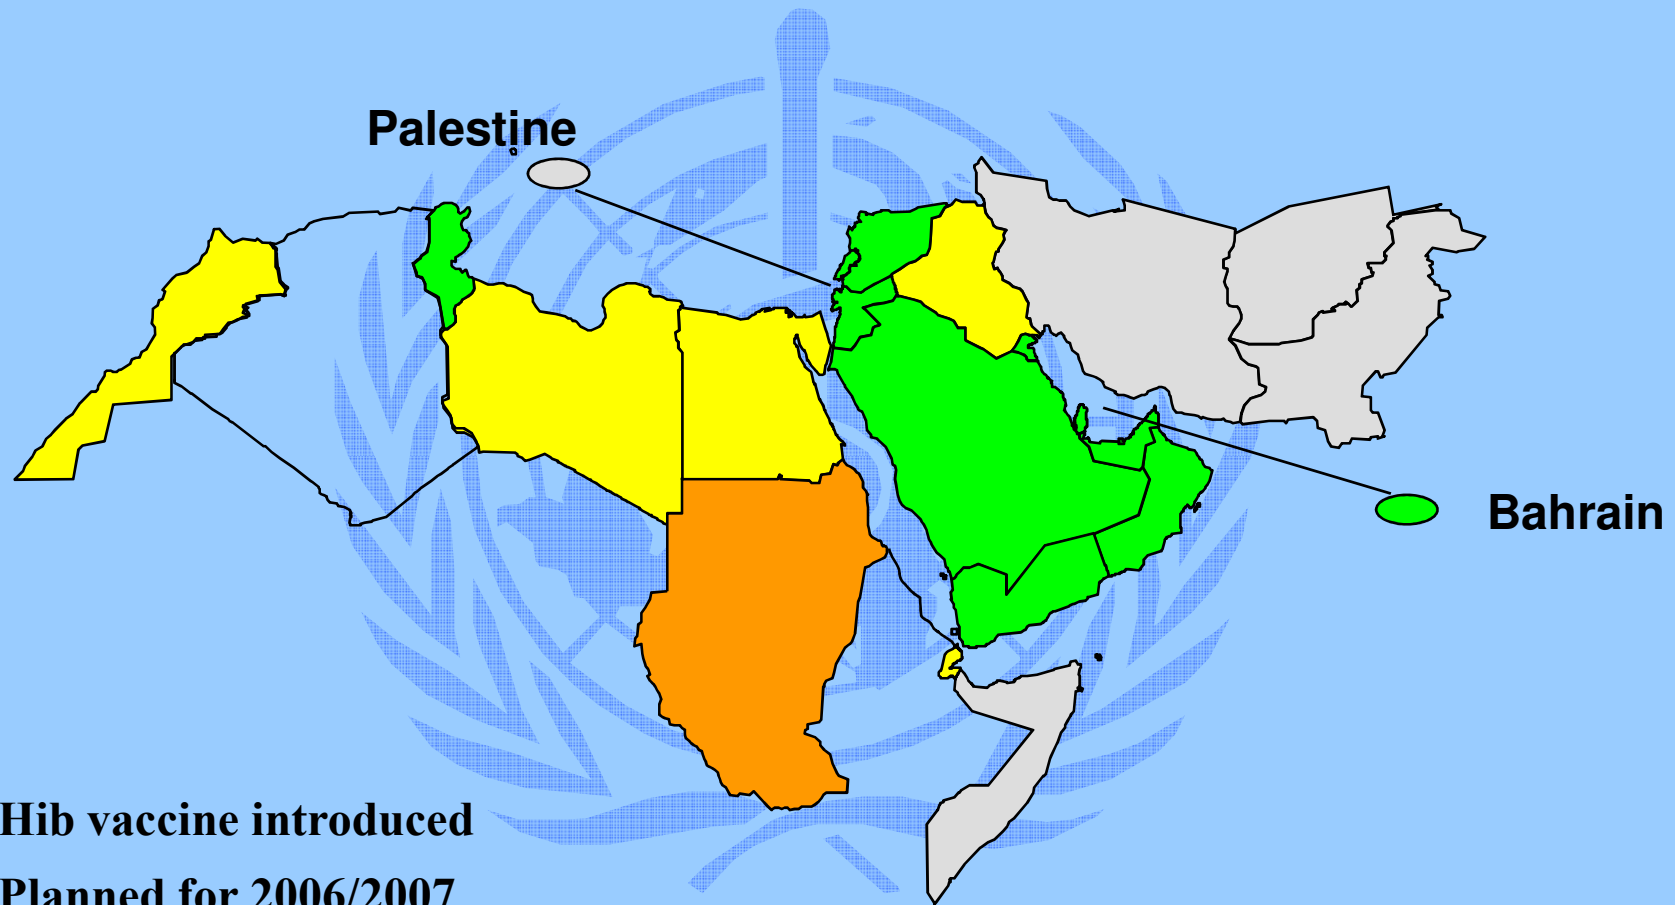 Palestine
Bahrain
Hib vaccine introduced
Planned for 2006/2007